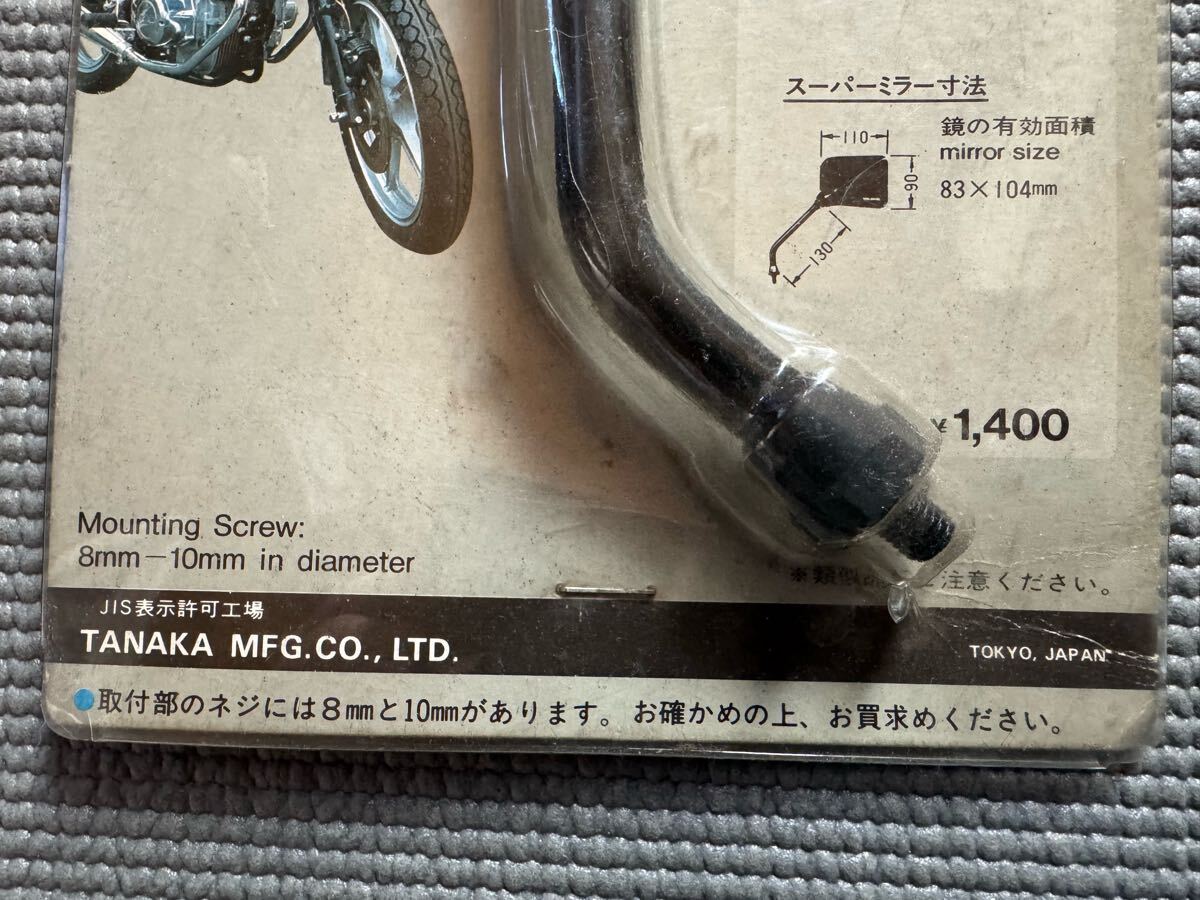 スーパーミラー寸法
鏡の有効面積
mirror size
83×104mm
110
90
130
¥1,400
Mounting Screw:
8mm－10mm in diameter
※類似 ご注意ください。
JIS表示許可工場
TANAKA MFG.CO., LTD.
TOKYO, JAPAN
●取付部のネジには8mmと10mmがあります。お確かめの上、お買求めください。